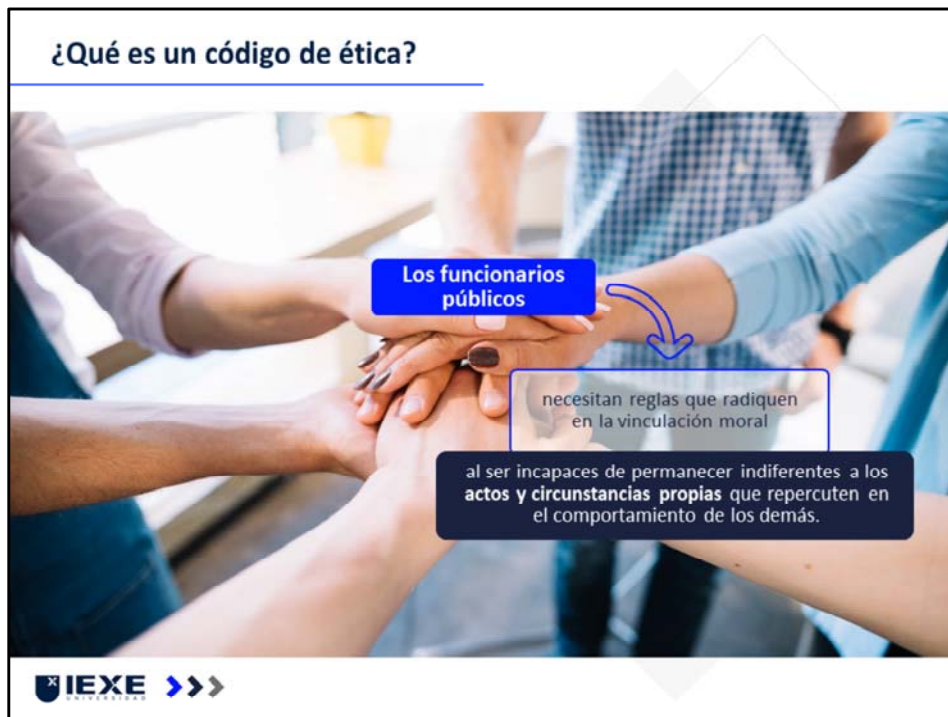 ¿Qué es un código de ética?
Los funcionarios
públicos
necesitan reglas que radiquen
en la vinculación moral
al ser incapaces de permanecer indiferentes a los
actos y circunstancias propias que repercuten en
el comportamiento de los demás.
IEXE
UNIVERSIDAD